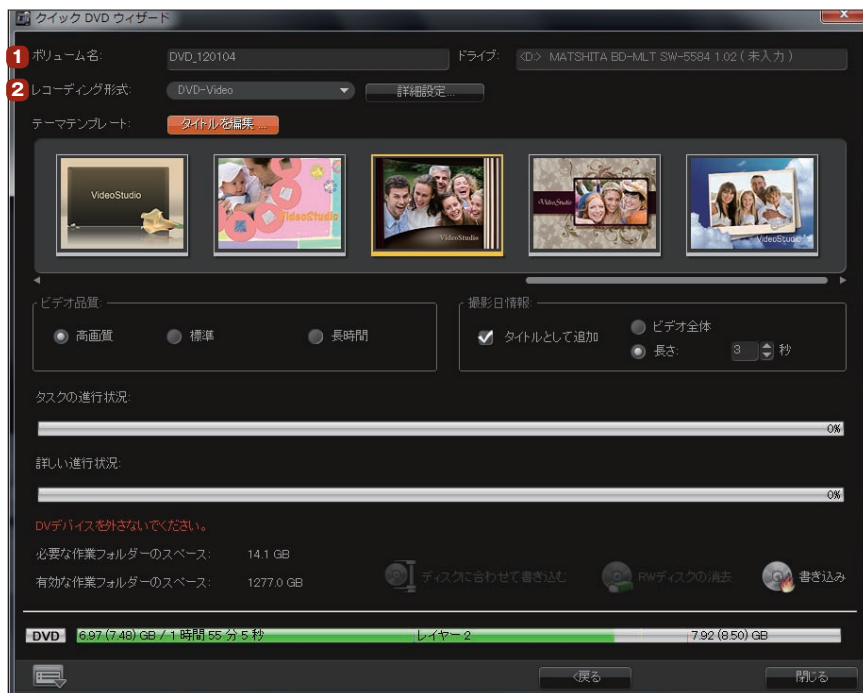 クイック DVD ウィザード
1 ボリューム名: DVD_120104 ドライブ: <D:> MATSHITA BD-MLT SW-5584 1.02 ( 未入力 )
2 レコーディング形式: DVD-Video 詳細設定...
テーマテンプレート: タイトルを編集 ...
VideoStudio
VideoStudio
VideoStudio
VideoStudio
VideoStudio
ビデオ品質:
高画質 標準 長時間
撮影日情報:
タイトルとして追加
ビデオ全体
長さ: 3 秒
タスクの進行状況:
0%
詳しい進行状況:
0%
DVデバイスを外さないでください。
必要な作業フォルダーのスペース: 14.1 GB
有効な作業フォルダーのスペース: 1277.0 GB
ディスクに合わせて書き込む RWディスクの消去 書き込み
DVD 6.97 (7.48) GB / 1 時間 55 分 5 秒 レイヤー 2 7.92 (8.50) GB
<戻る 閉じる